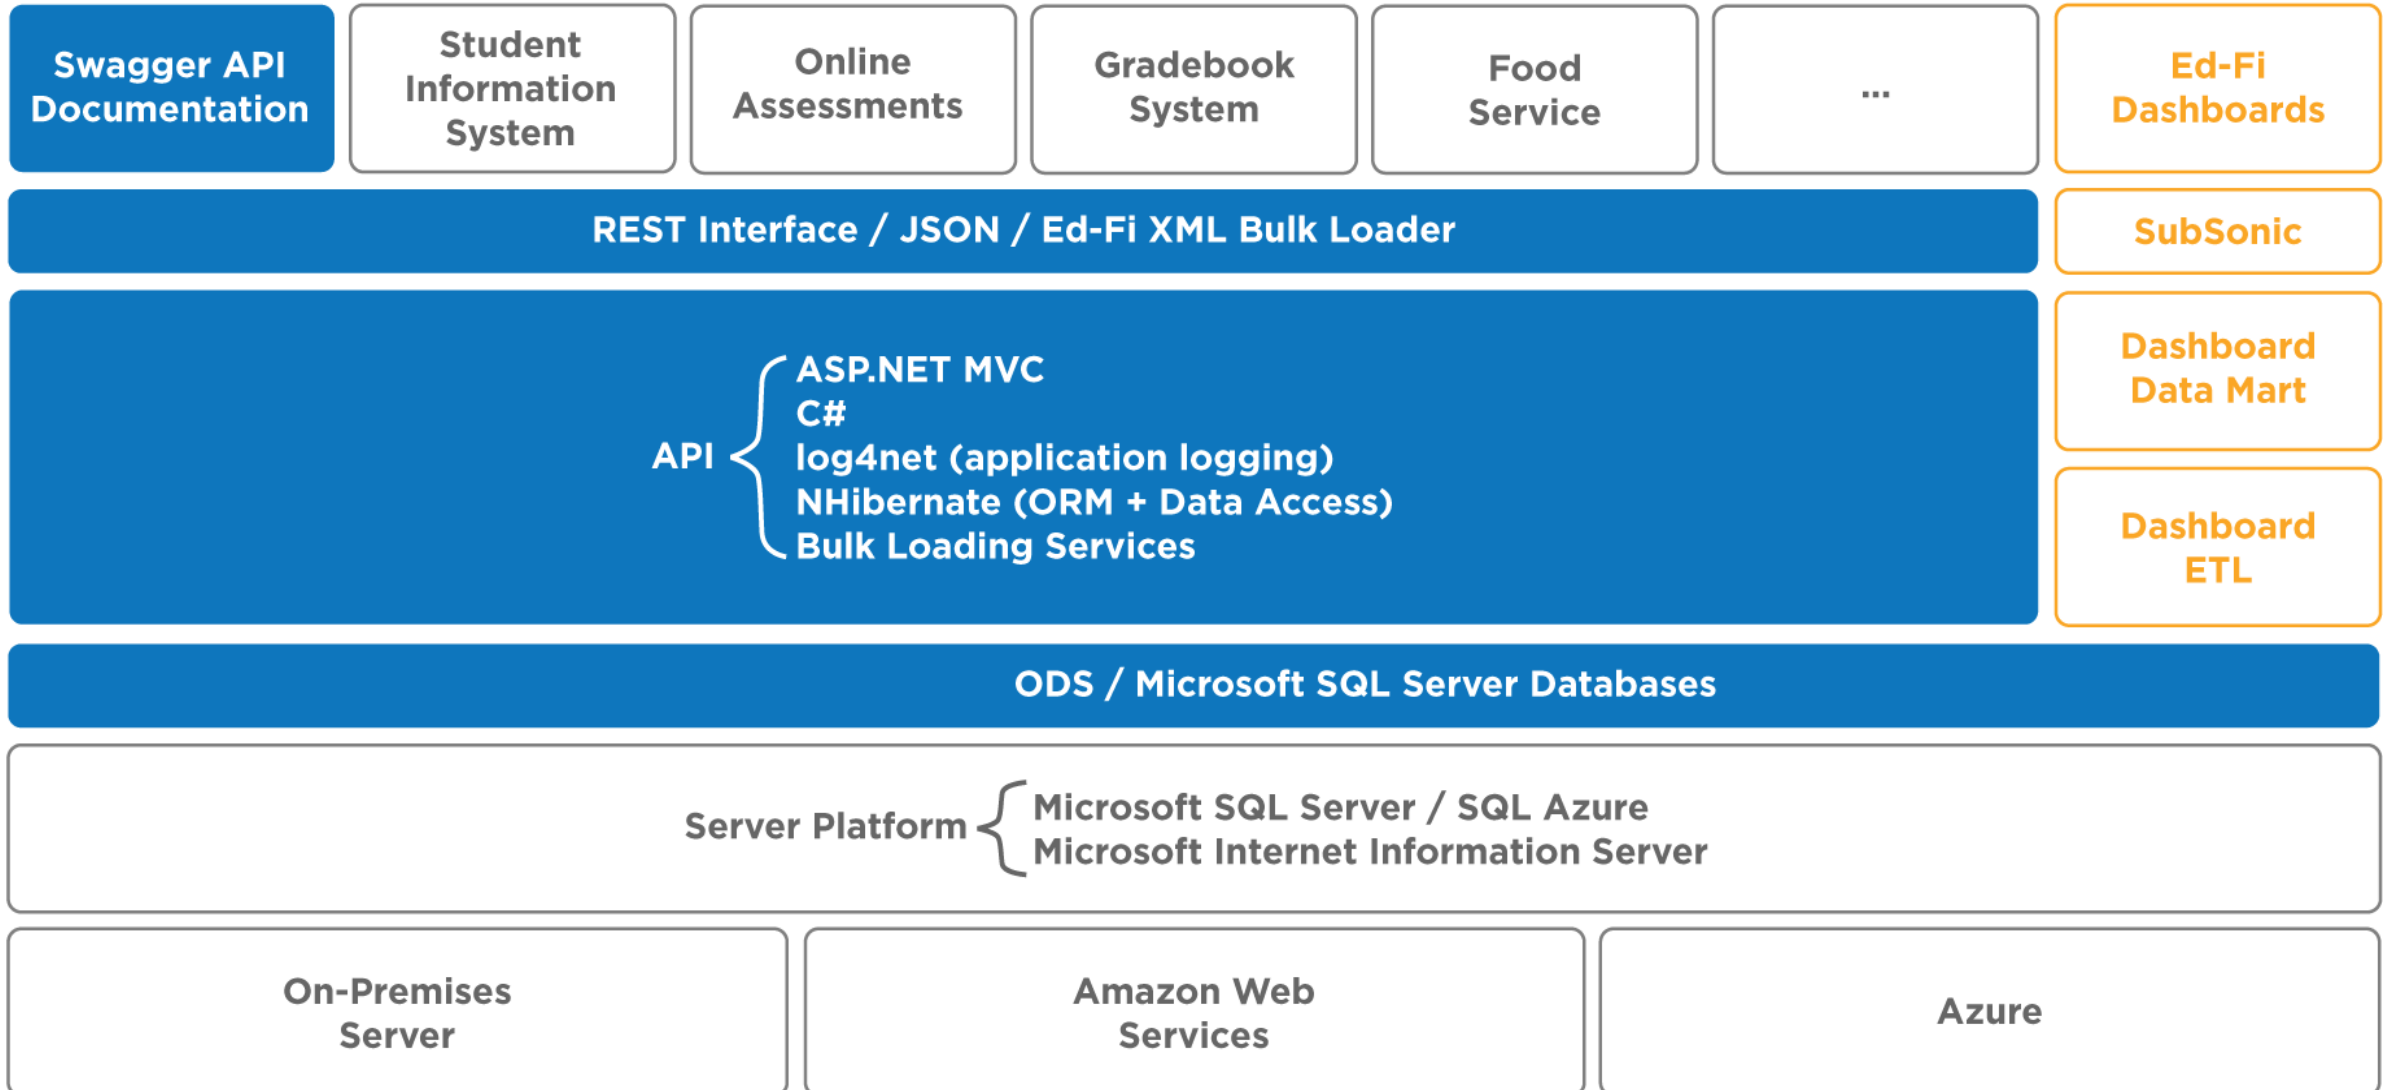 Swagger API
Documentation
Student
Information
System
Online
Assessments
Gradebook
System
Food
Service
...
Ed-Fi
Dashboards
REST Interface / JSON / Ed-Fi XML Bulk Loader
SubSonic
API
ASP.NET MVC
C#
log4net (application logging)
NHibernate (ORM + Data Access)
Bulk Loading Services
Dashboard
Data Mart
Dashboard
ETL
ODS / Microsoft SQL Server Databases
Server Platform
Microsoft SQL Server / SQL Azure
Microsoft Internet Information Server
On-Premises
Server
Amazon Web
Services
Azure